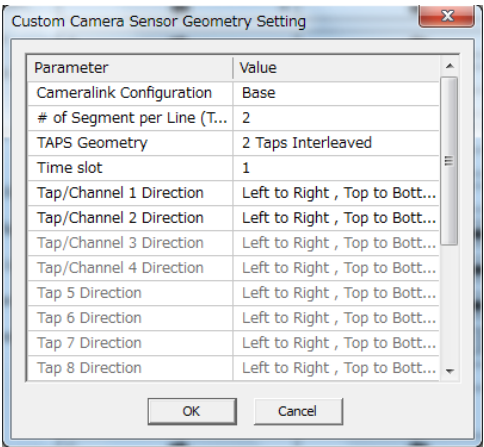 Custom Camera Sensor Geometry Setting
Parameter Value
Cameralink Configuration Base
# of Segment per Line (T... 2
TAPS Geometry 2 Taps Interleaved
Time slot 1
Tap/Channel 1 Direction Left to Right , Top to Bott...
Tap/Channel 2 Direction Left to Right , Top to Bott...
Tap/Channel 3 Direction Left to Right , Top to Bott...
Tap/Channel 4 Direction Left to Right , Top to Bott...
Tap 5 Direction Left to Right , Top to Bott...
Tap 6 Direction Left to Right , Top to Bott...
Tap 7 Direction Left to Right , Top to Bott...
Tap 8 Direction Left to Right , Top to Bott...
OK Cancel